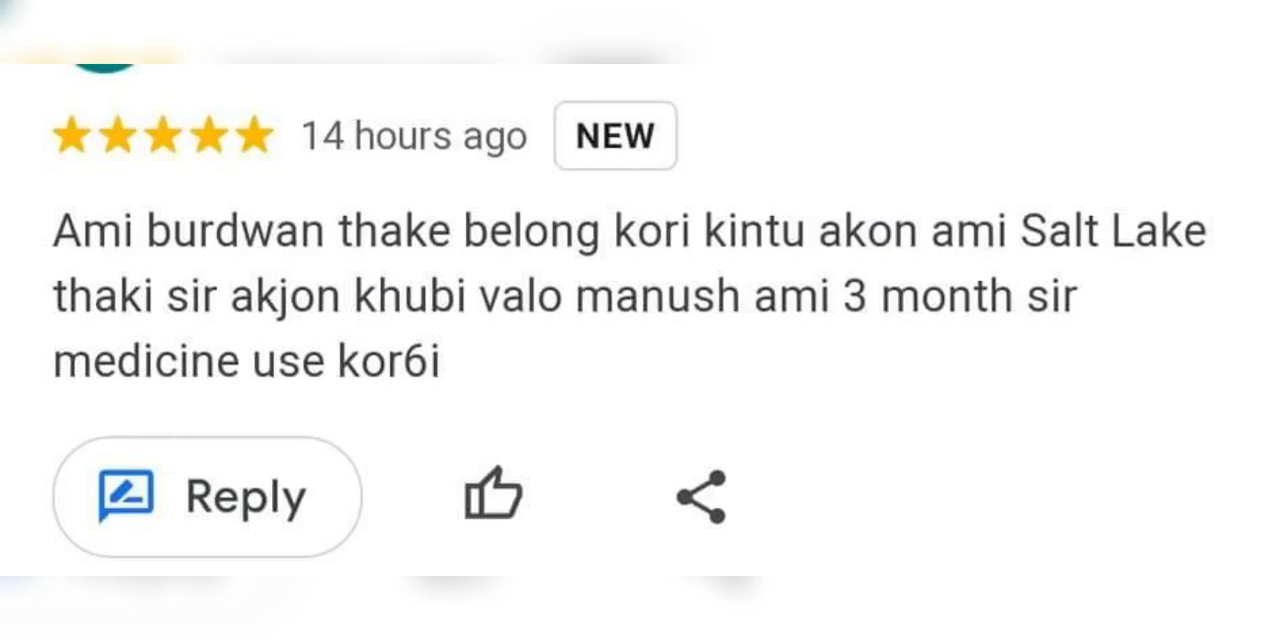 14 hours ago NEW
Ami burdwan thake belong kori kintu akon ami Salt Lake
thaki sir akjon khubi valo manush ami 3 month sir
medicine use kor6i
Reply